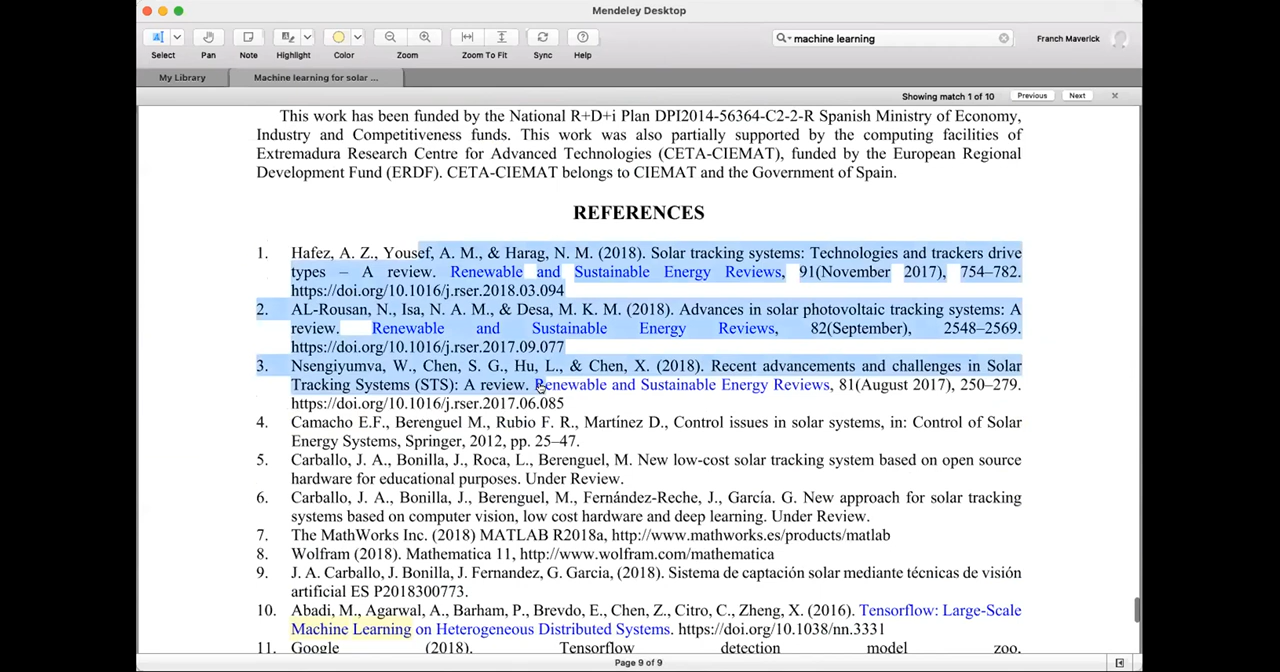 Mendeley Desktop
machine learning
Franch Maverick
Select Pan Note Highlight Color Zoom Zoom To Fit Sync Help
My Library Machine learning for solar ...
Showing match 1 of 10 Previous Next
This work has been funded by the National R+D+i Plan DPI2014-56364-C2-2-R Spanish Ministry of Economy,
Industry and Competitiveness funds. This work was also partially supported by the computing facilities of
Extremadura Research Centre for Advanced Technologies (CETA-CIEMAT), funded by the European Regional
Development Fund (ERDF). CETA-CIEMAT belongs to CIEMAT and the Government of Spain.
REFERENCES
1. Hafez, A. Z., Yousef, A. M., & Harag, N. M. (2018). Solar tracking systems: Technologies and trackers drive
types – A review. Renewable and Sustainable Energy Reviews, 91(November 2017), 754–782.
https://doi.org/10.1016/j.rser.2018.03.094
2. AL-Rousan, N., Isa, N. A. M., & Desa, M. K. M. (2018). Advances in solar photovoltaic tracking systems: A
review. Renewable and Sustainable Energy Reviews, 82(September), 2548–2569.
https://doi.org/10.1016/j.rser.2017.09.077
3. Nsengiyumva, W., Chen, S. G., Hu, L., & Chen, X. (2018). Recent advancements and challenges in Solar
Tracking Systems (STS): A review. Renewable and Sustainable Energy Reviews, 81(August 2017), 250–279.
https://doi.org/10.1016/j.rser.2017.06.085
4. Camacho E.F., Berenguel M., Rubio F. R., Martínez D., Control issues in solar systems, in: Control of Solar
Energy Systems, Springer, 2012, pp. 25–47.
5. Carballo, J. A., Bonilla, J., Roca, L., Berenguel, M. New low-cost solar tracking system based on open source
hardware for educational purposes. Under Review.
6. Carballo, J. A., Bonilla, J., Berenguel, M., Fernández-Reche, J., García. G. New approach for solar tracking
systems based on computer vision, low cost hardware and deep learning. Under Review.
7. The MathWorks Inc. (2018) MATLAB R2018a, http://www.mathworks.es/products/matlab
8. Wolfram (2018). Mathematica 11, http://www.wolfram.com/mathematica
9. J. A. Carballo, J. Bonilla, J. Fernandez, G. Garcia, (2018). Sistema de captación solar mediante técnicas de visión
artificial ES P2018300773.
10. Abadi, M., Agarwal, A., Barham, P., Brevdo, E., Chen, Z., Citro, C., Zheng, X. (2016). Tensorflow: Large-Scale
Machine Learning on Heterogeneous Distributed Systems. https://doi.org/10.1038/nn.3331
11. Google (2018). Tensorflow detection model zoo.
Page 9 of 9